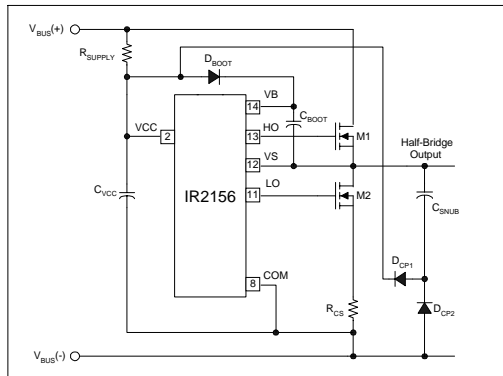 V_BUS(+)
R_SUPPLY
D_BOOT
VB
14
C_BOOT
VCC
2
HO
13
M1
Half-Bridge
Output
VS
12
C_VCC
IR2156
LO
11
M2
C_SNUB
D_CP1
COM
8
R_CS
D_CP2
V_BUS(-)